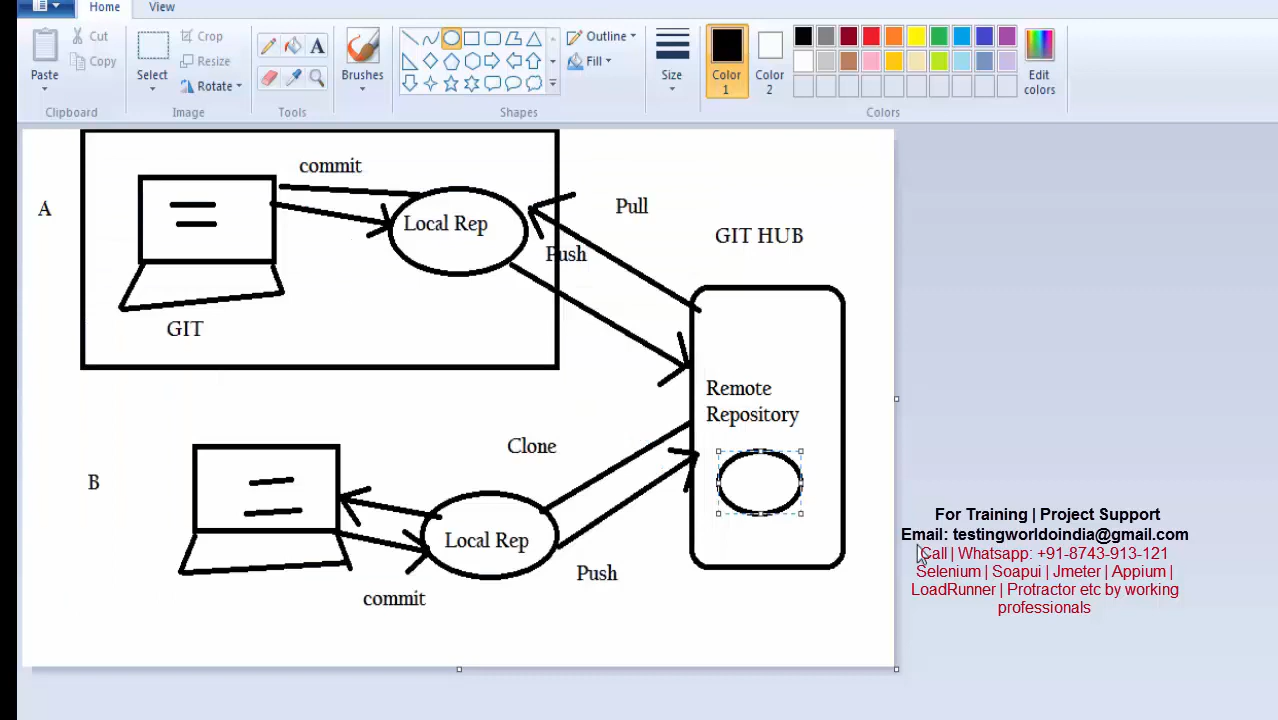 Home View
Cut
Copy
Paste
Clipboard
Select
Crop
Resize
Rotate
Image
Tools
Brushes
Outline
Fill
Shapes
Size
Color 1
Color 2
Edit colors
Colors
commit
A
Local Rep
Pull
Push
GIT HUB
GIT
Remote
Repository
Clone
B
Local Rep
Push
commit
For Training | Project Support
Email: testingworldoindia@gmail.com
Call | Whatsapp: +91-8743-913-121
Selenium | Soapui | Jmeter | Appium |
LoadRunner | Protractor etc by working
professionals